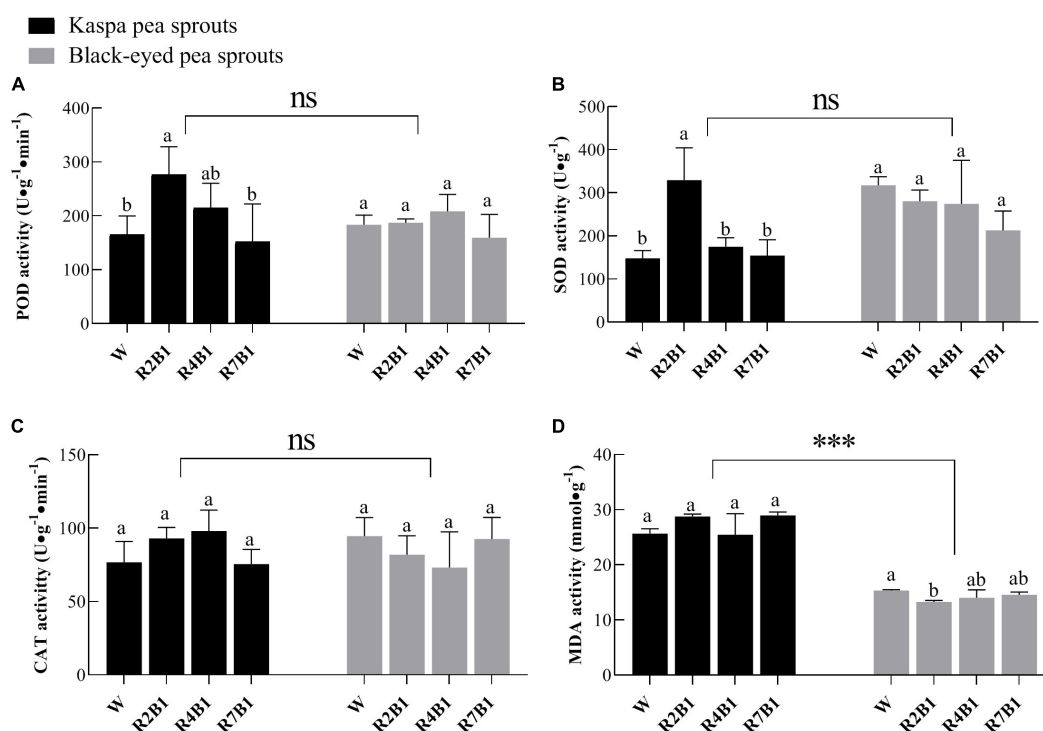 Kaspa pea sprouts
Black-eyed pea sprouts
A
ns
POD activity (U•g⁻¹•min⁻¹)
400
300
200
100
0
b
a
ab
b
a
a
a
a
W
R2B1
R4B1
R7B1
W
R2B1
R4B1
R7B1
B
ns
SOD activity (U•g⁻¹)
500
400
300
200
100
0
b
a
b
b
a
a
a
a
W
R2B1
R4B1
R7B1
W
R2B1
R4B1
R7B1
C
ns
CAT activitty (U•g⁻¹•min⁻¹)
150
100
50
0
a
a
a
a
a
a
a
a
W
R2B1
R4B1
R7B1
W
R2B1
R4B1
R7B1
D
***
MDA activity (mmol•g⁻¹)
40
30
20
10
0
a
a
a
a
a
b
ab
ab
W
R2B1
R4B1
R7B1
W
R2B1
R4B1
R7B1